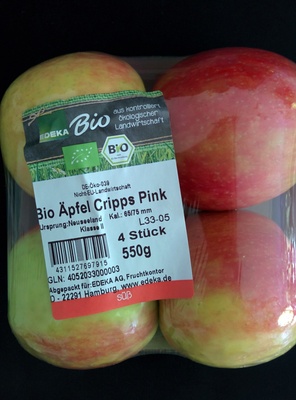 EDEKA Bio
aus kontrolliert
ökologischer
Landwirtschaft
Bio
DE-Öko-039
Nicht-EU-Landwirtschaft
Bio Äpfel Cripps Pink
Ursprung:Neuseeland Kal.: 65/75 mm
Klasse II L33-05
4 Stück
550g
4311527697915
GLN: 4052033000003
Abgepackt für: EDEKA AG, Fruchtkontor
D - 22291 Hamburg, www.edeka.de
SÜß